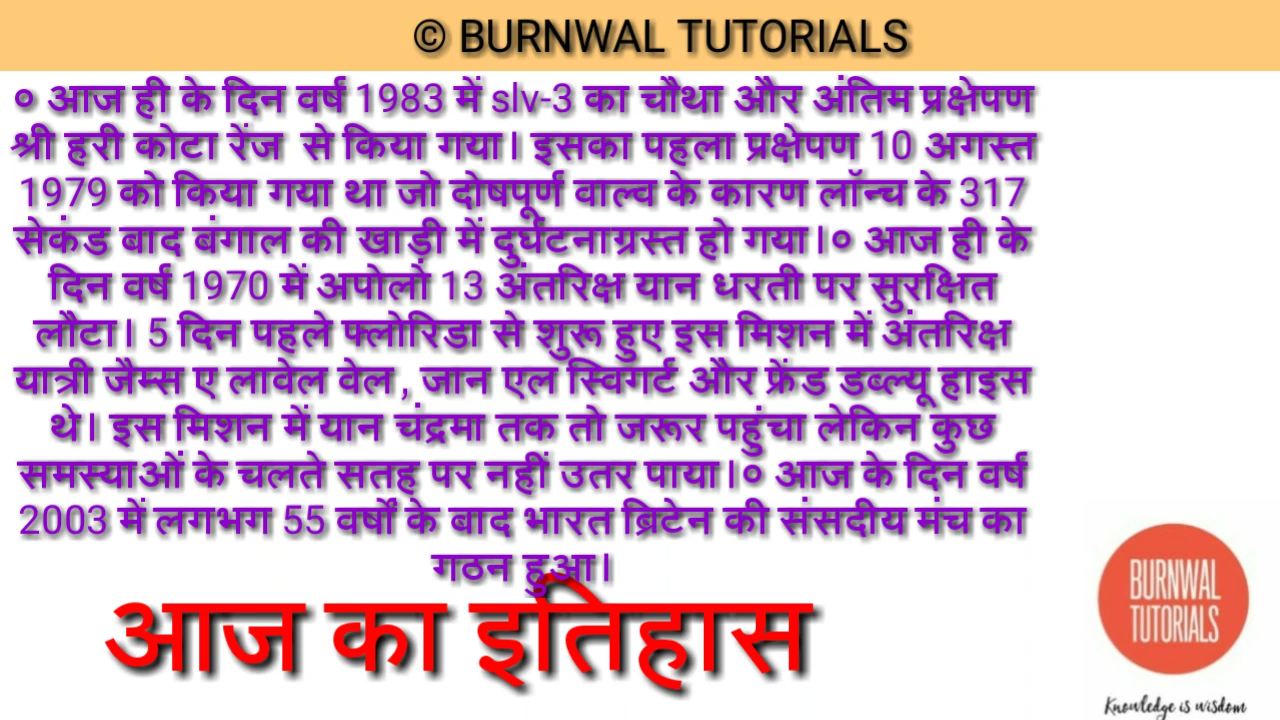 © BURNWAL TUTORIALS
० आज ही के दिन वर्ष 1983 में slv-3 का चौथा और अंतिम प्रक्षेपण
श्री हरी कोटा रेंज से किया गया। इसका पहला प्रक्षेपण 10 अगस्त
1979 को किया गया था जो दोषपूर्ण वाल्व के कारण लॉन्च के 317
सेकंड बाद बंगाल की खाड़ी में दुर्घटनाग्रस्त हो गया।० आज ही के
दिन वर्ष 1970 में अपोलो 13 अंतरिक्ष यान धरती पर सुरक्षित
लौटा। 5 दिन पहले फ्लोरिडा से शुरू हुए इस मिशन में अंतरिक्ष
यात्री जैम्स ए लावेल वेल, जान एल स्विगर्ट और फ्रेंड डब्ल्यू हाइस
थे। इस मिशन में यान चंद्रमा तक तो जरूर पहुंचा लेकिन कुछ
समस्याओं के चलते सतह पर नहीं उतर पाया।० आज के दिन वर्ष
2003 में लगभग 55 वर्षों के बाद भारत ब्रिटेन की संसदीय मंच का
गठन हुआ।
आज का इतिहास
BURNWAL
TUTORIALS
Knowledge is wisdom